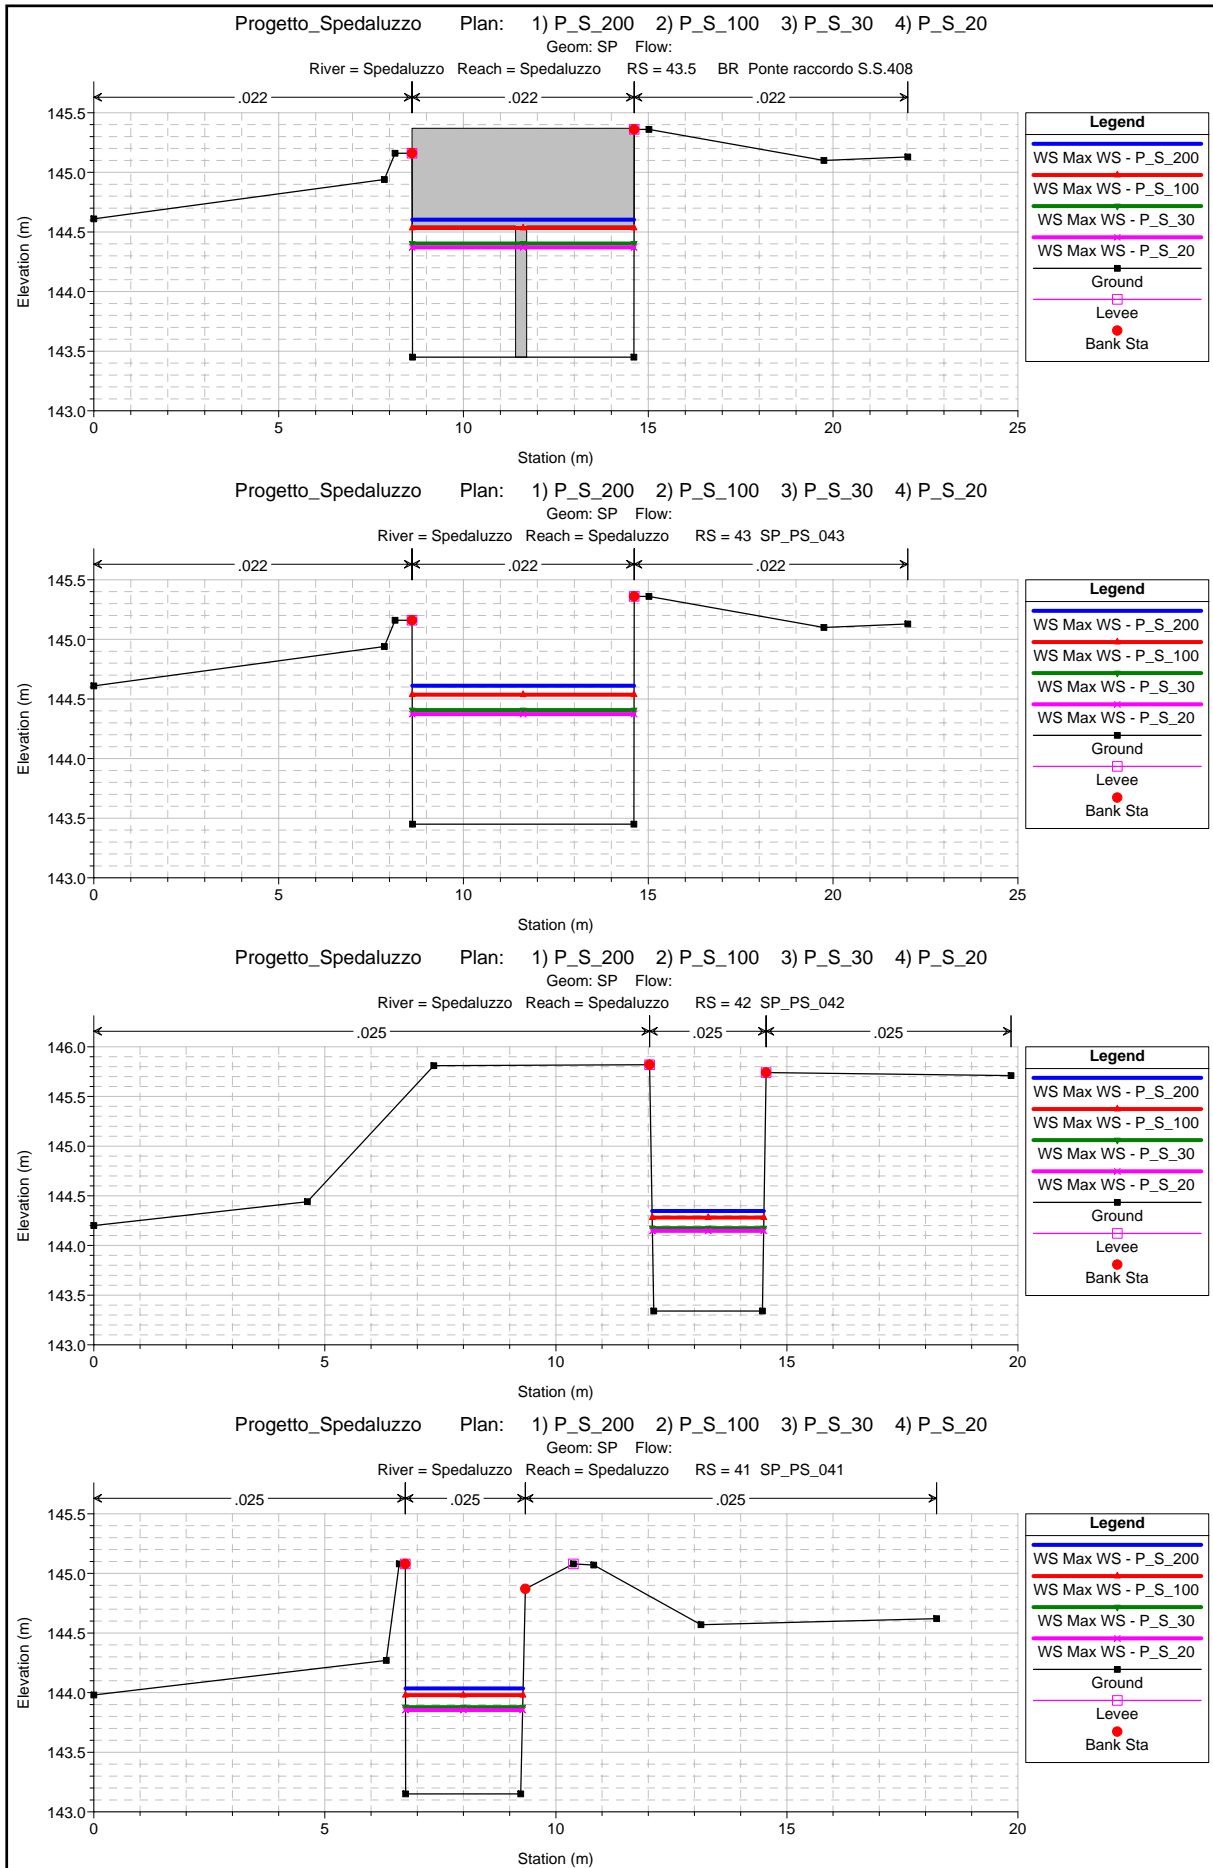 Progetto_Spedaluzzo Plan: 1) P_S_200 2) P_S_100 3) P_S_30 4) P_S_20
Geom: SP Flow:
River = Spedaluzzo Reach = Spedaluzzo RS = 43.5 BR Ponte raccordo S.S.408
.022 .022 .022
145.5
145.0
144.5
144.0
143.5
143.0
Elevation (m)
0 5 10 15 20 25
Station (m)
Legend
WS Max WS - P_S_200
WS Max WS - P_S_100
WS Max WS - P_S_30
WS Max WS - P_S_20
Ground
Levee
Bank Sta
Progetto_Spedaluzzo Plan: 1) P_S_200 2) P_S_100 3) P_S_30 4) P_S_20
Geom: SP Flow:
River = Spedaluzzo Reach = Spedaluzzo RS = 43 SP_PS_043
.022 .022 .022
145.5
145.0
144.5
144.0
143.5
143.0
Elevation (m)
0 5 10 15 20 25
Station (m)
Legend
WS Max WS - P_S_200
WS Max WS - P_S_100
WS Max WS - P_S_30
WS Max WS - P_S_20
Ground
Levee
Bank Sta
Progetto_Spedaluzzo Plan: 1) P_S_200 2) P_S_100 3) P_S_30 4) P_S_20
Geom: SP Flow:
River = Spedaluzzo Reach = Spedaluzzo RS = 42 SP_PS_042
.025 .025 .025
146.0
145.5
145.0
144.5
144.0
143.5
143.0
Elevation (m)
0 5 10 15 20
Station (m)
Legend
WS Max WS - P_S_200
WS Max WS - P_S_100
WS Max WS - P_S_30
WS Max WS - P_S_20
Ground
Levee
Bank Sta
Progetto_Spedaluzzo Plan: 1) P_S_200 2) P_S_100 3) P_S_30 4) P_S_20
Geom: SP Flow:
River = Spedaluzzo Reach = Spedaluzzo RS = 41 SP_PS_041
.025 .025 .025
145.5
145.0
144.5
144.0
143.5
143.0
Elevation (m)
0 5 10 15 20
Station (m)
Legend
WS Max WS - P_S_200
WS Max WS - P_S_100
WS Max WS - P_S_30
WS Max WS - P_S_20
Ground
Levee
Bank Sta